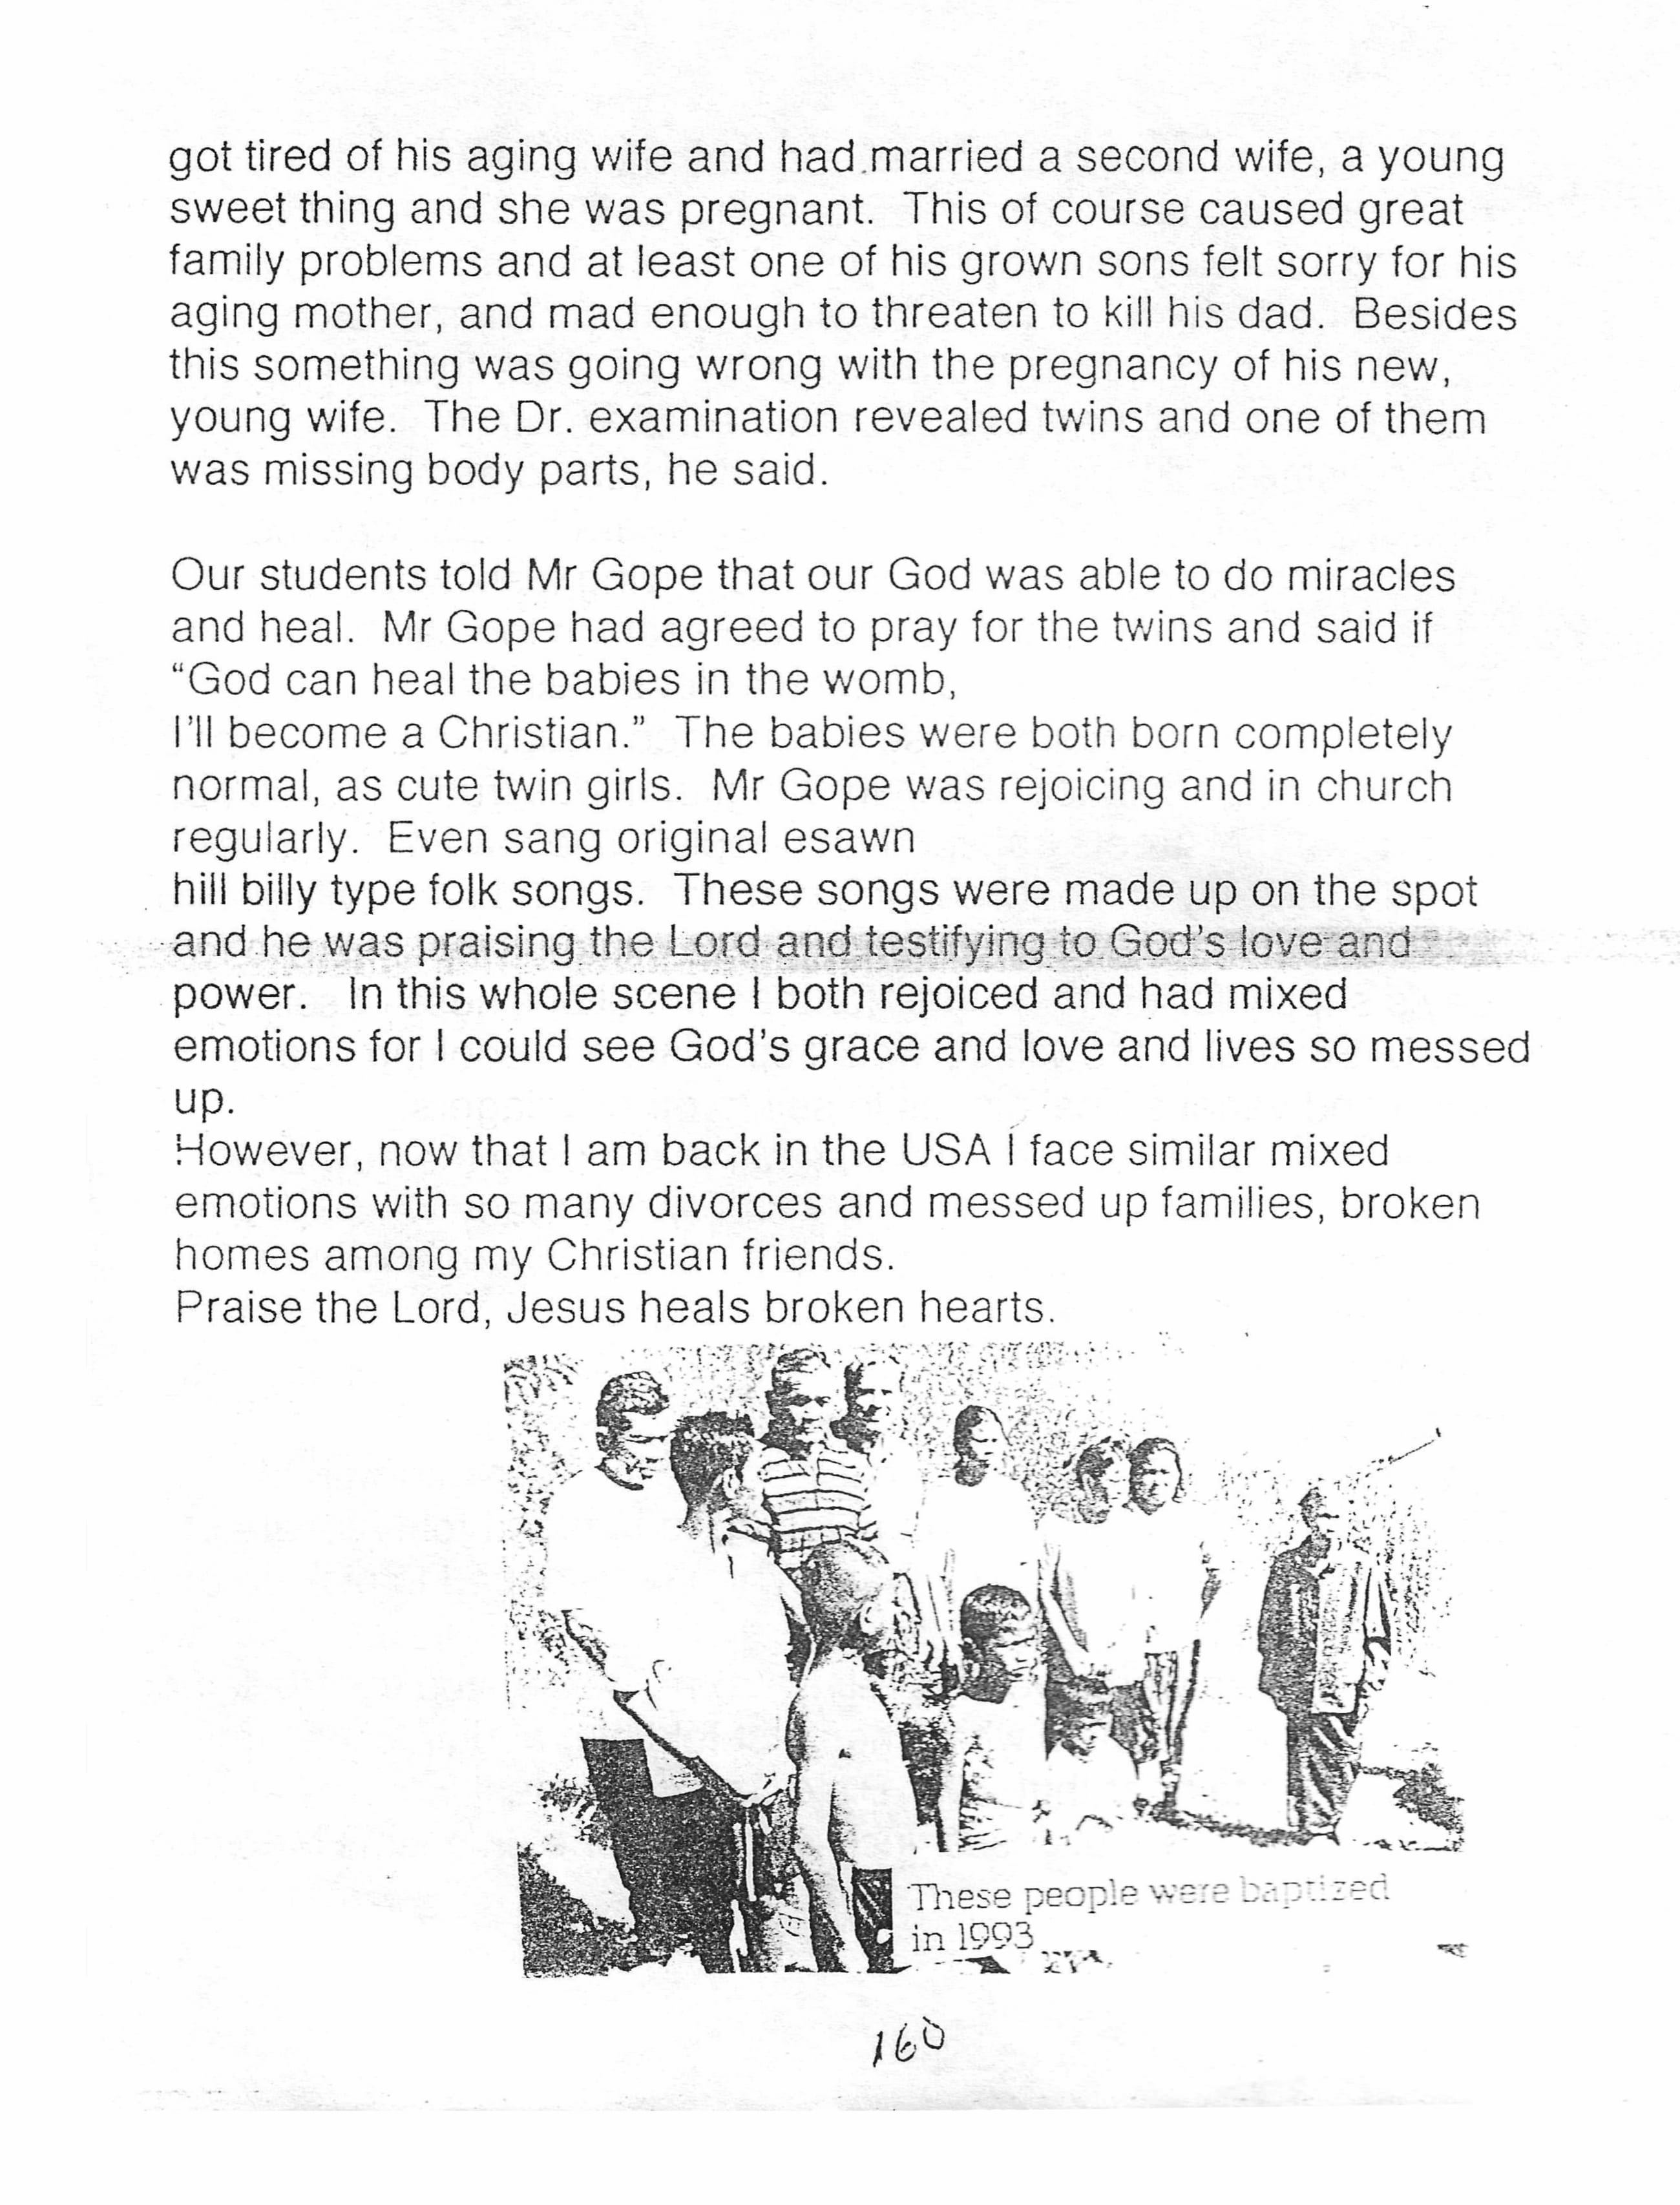 got tired of his aging wife and had married a second wife, a young
sweet thing and she was pregnant.  This of course caused great
family problems and at least one of his grown sons felt sorry for his
aging mother, and mad enough to threaten to kill his dad.  Besides
this something was going wrong with the pregnancy of his new,
young wife.  The Dr. examination revealed twins and one of them
was missing body parts, he said.
Our students told Mr Gope that our God was able to do miracles
and heal.  Mr Gope had agreed to pray for the twins and said if
“God can heal the babies in the womb,
I’ll become a Christian.”  The babies were both born completely
normal, as cute twin girls.  Mr Gope was rejoicing and in church
regularly.  Even sang original esawn
hill billy type folk songs.  These songs were made up on the spot
and he was praising the Lord and testifying to God’s love and
power.   In this whole scene I both rejoiced and had mixed
emotions for I could see God’s grace and love and lives so messed
up.
However, now that I am back in the USA I face similar mixed
emotions with so many divorces and messed up families, broken
homes among my Christian friends.
Praise the Lord, Jesus heals broken hearts.
These people were baptized
in 1993
160